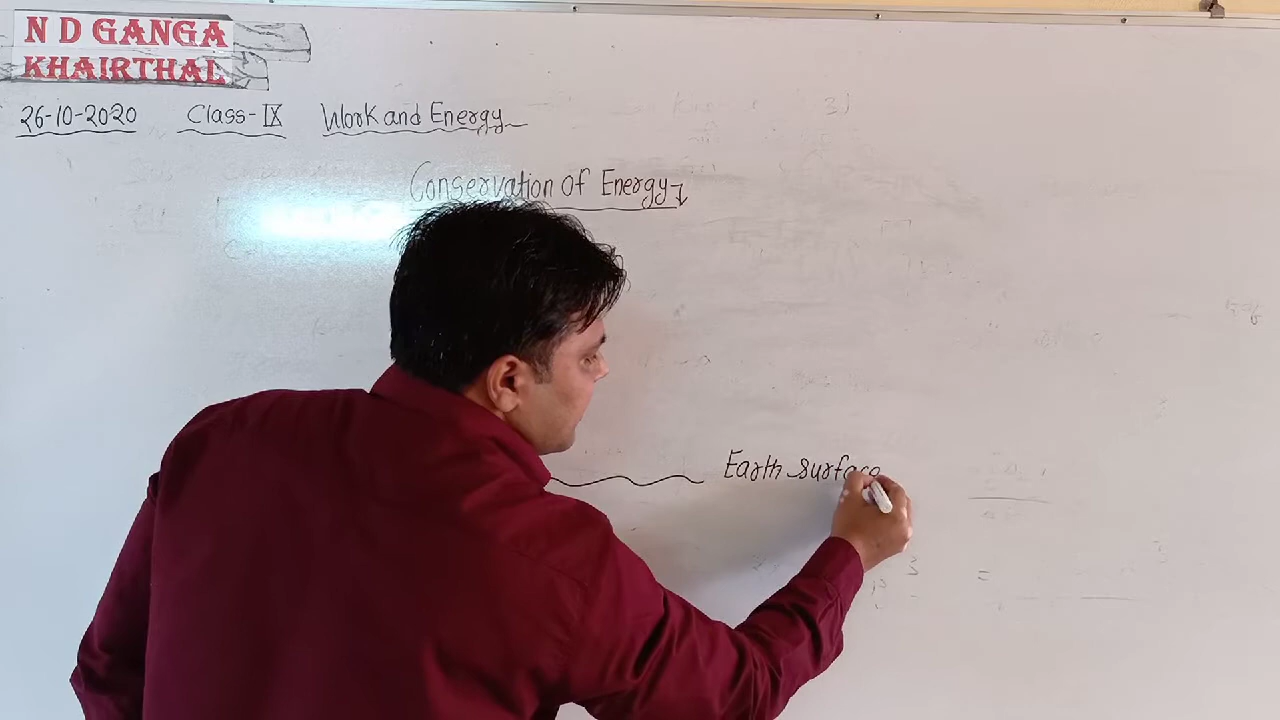 N D GANGA
KHAIRTHAL
26-10-2020 Class-IX Work and Energy
Conservation Of Energy
Earth surface